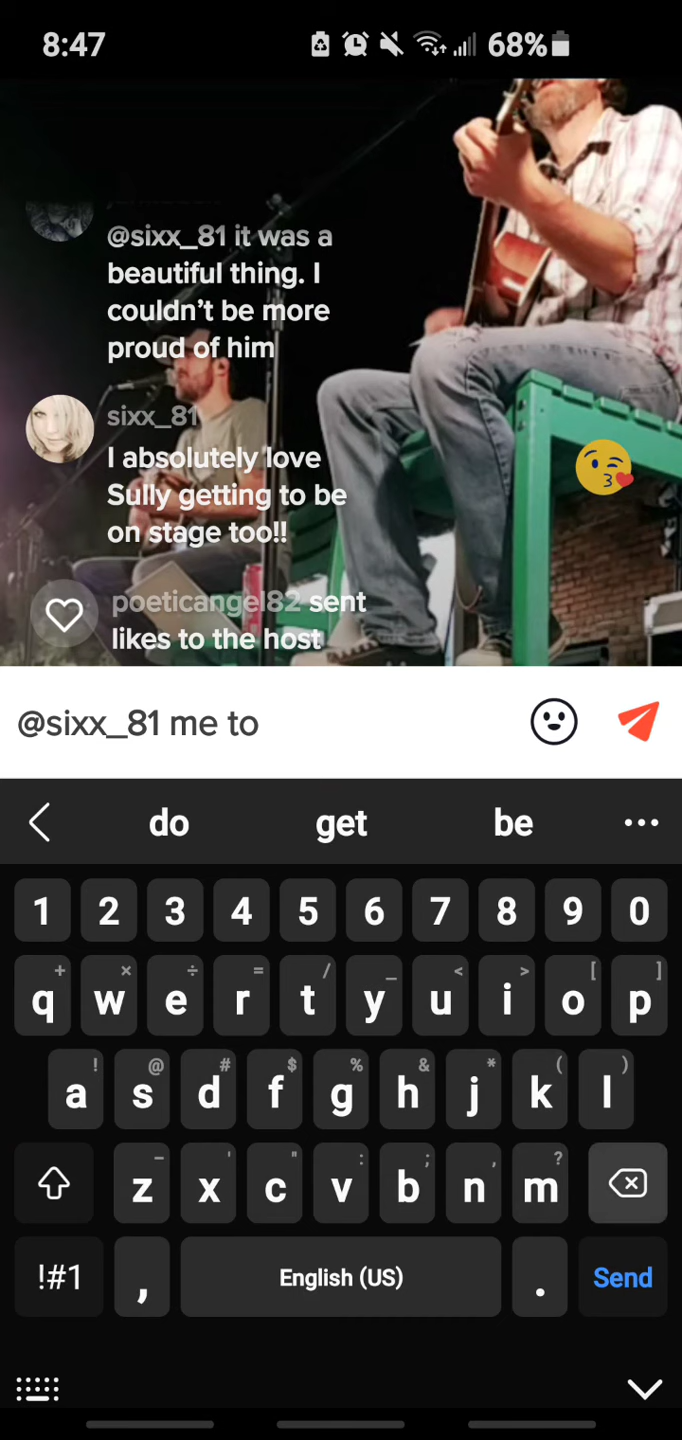 8:47 68%
@sixx_81 it was a
beautiful thing. I
couldn't be more
proud of him
sixx_81
I absolutely love
Sully getting to be
on stage too!!
poeticangel82 sent
likes to the host
@sixx_81 me to
do get be ...
1 2 3 4 5 6 7 8 9 0
+ × ÷ = / _ < > [ ]
q w e r t y u i o p
! @ # $ % & * ( )
a s d f g h j k l
- ' " : ; , ?
z x c v b n m
!#1 , English (US) . Send